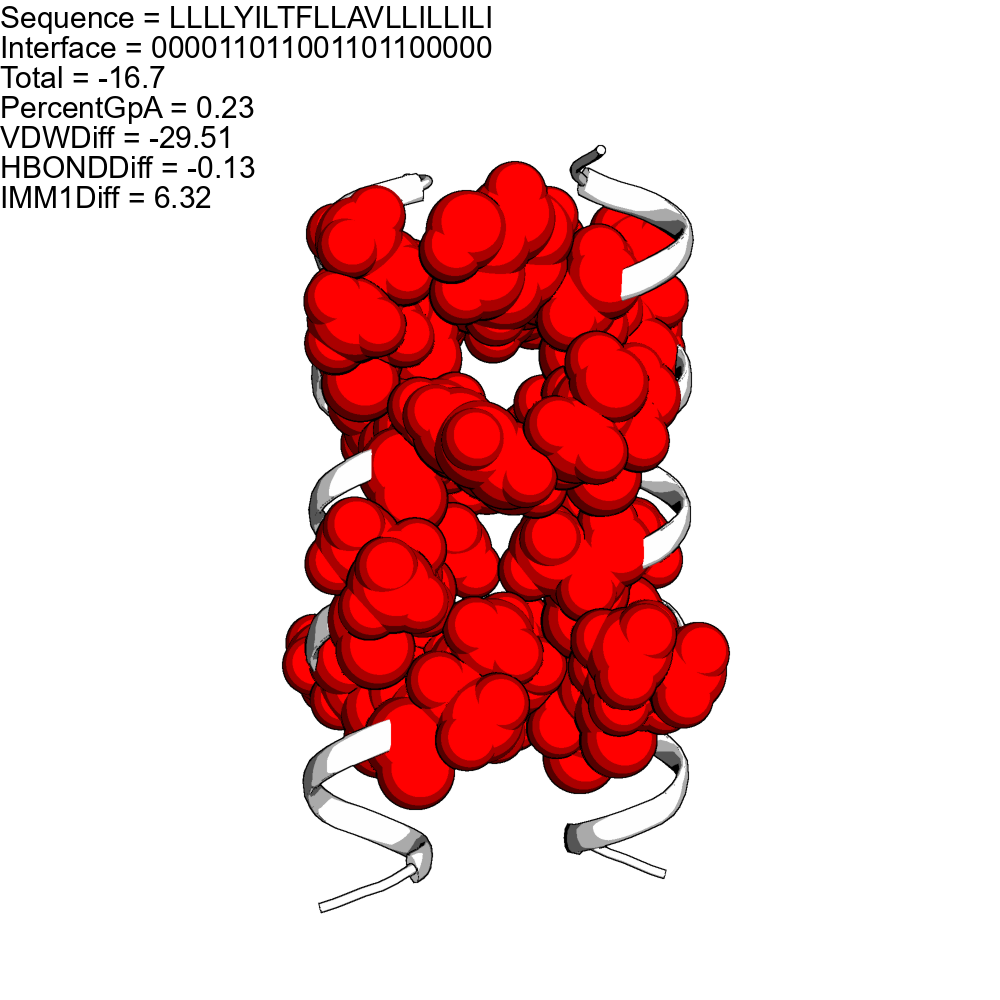 Sequence = LLLLYILTFLLAVLLILLILI
Interface = 000011011001101100000
Total = -16.7
PercentGpA = 0.23
VDWDiff = -29.51
HBONDDiff = -0.13
IMM1Diff = 6.32